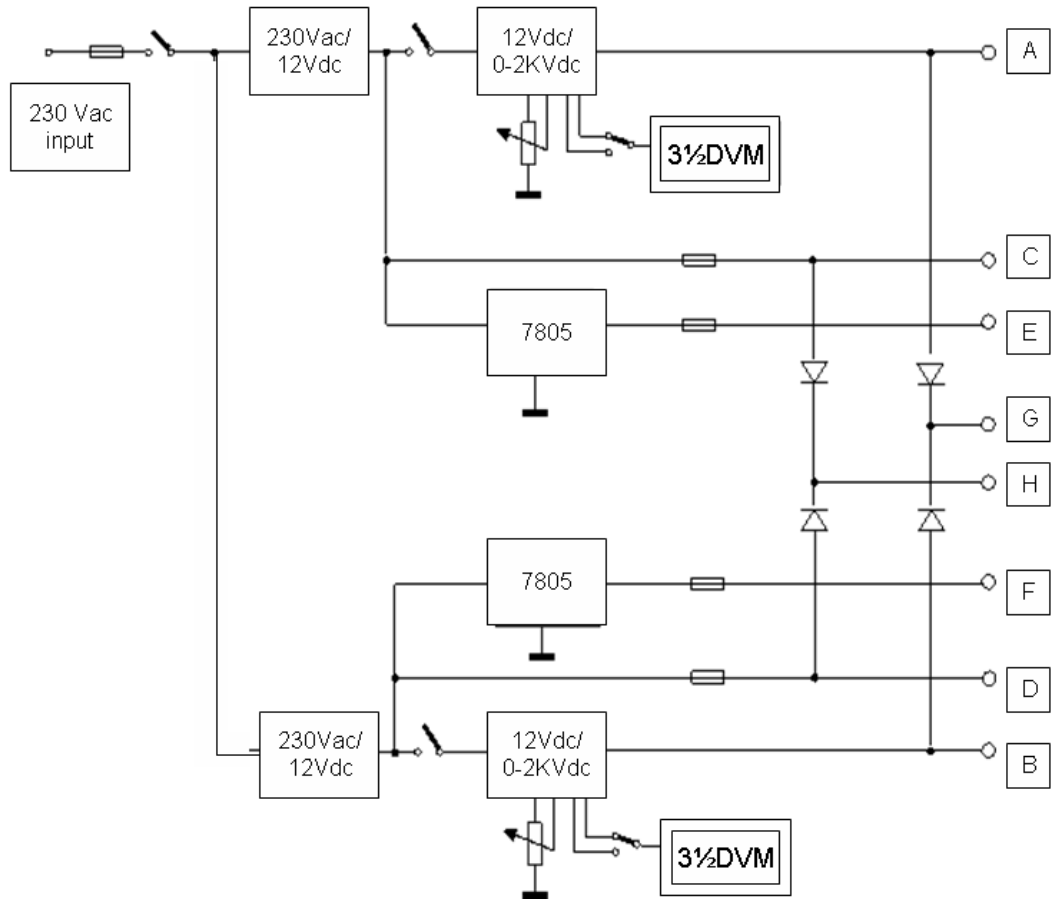 230 Vac
input
230Vac/
12Vdc
12Vdc/
0-2KVdc
3½DVM
A
C
7805
E
G
H
7805
F
D
230Vac/
12Vdc
12Vdc/
0-2KVdc
B
3½DVM